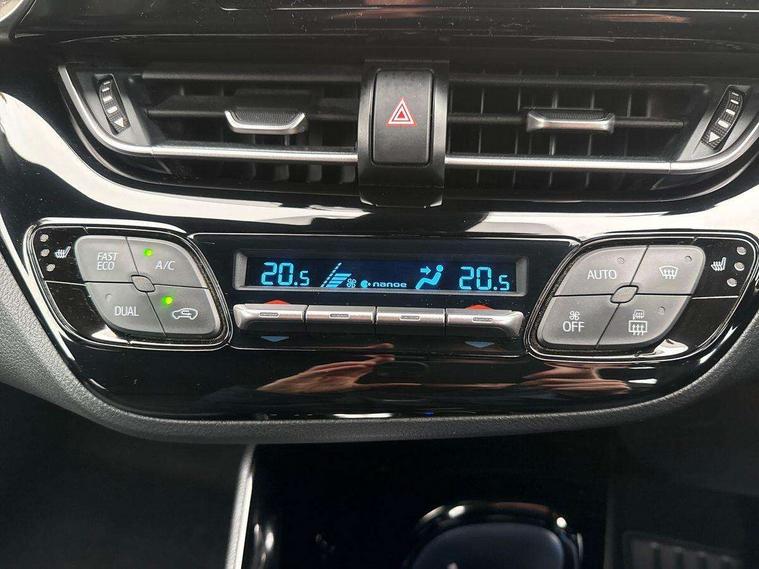 FAST
ECO
A/C
DUAL
20.5
nanoe
20.5
AUTO
OFF